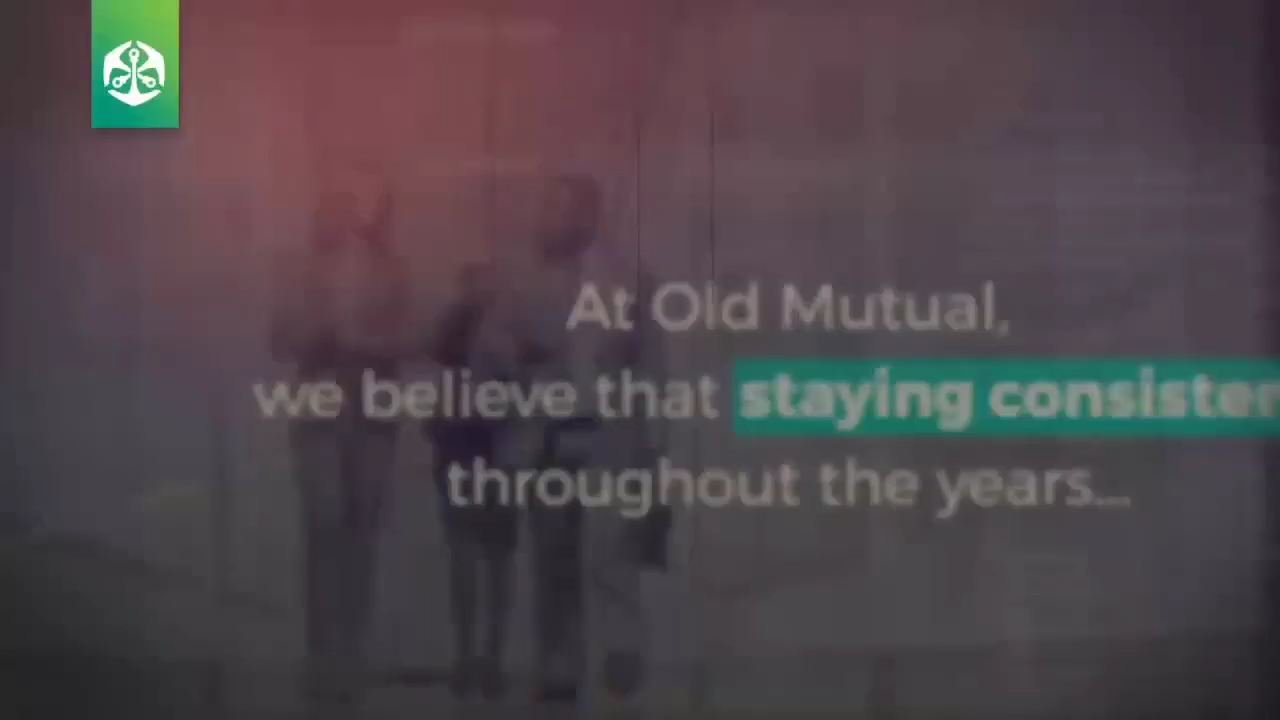 At Old Mutual,
we believe that staying consisten
throughout the years...